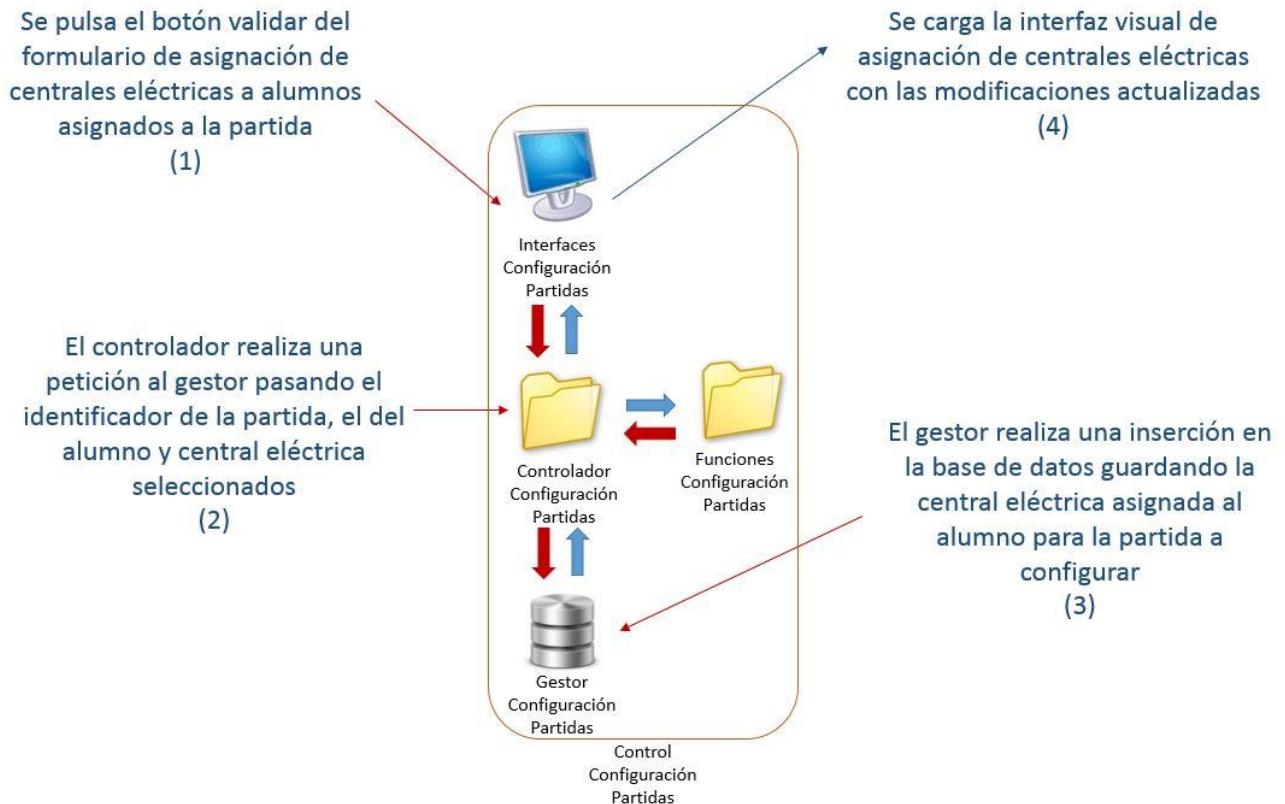 Se pulsa el botón validar del
formulario de asignación de
centrales eléctricas a alumnos
asignados a la partida
(1)
Se carga la interfaz visual de
asignación de centrales eléctricas
con las modificaciones actualizadas
(4)
Interfaces
Configuración
Partidas
El controlador realiza una
petición al gestor pasando el
identificador de la partida, el del
alumno y central eléctrica
seleccionados
(2)
Controlador
Configuración
Partidas
Funciones
Configuración
Partidas
El gestor realiza una inserción en
la base de datos guardando la
central eléctrica asignada al
alumno para la partida a
configurar
(3)
Gestor
Configuración
Partidas
Control
Configuración
Partidas